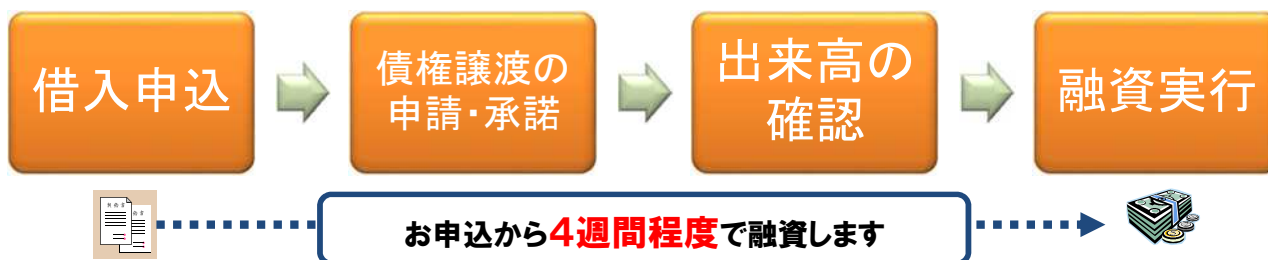 借入申込
債権譲渡の
申請・承諾
出来高の
確認
融資実行
お申込から4週間程度で融資します